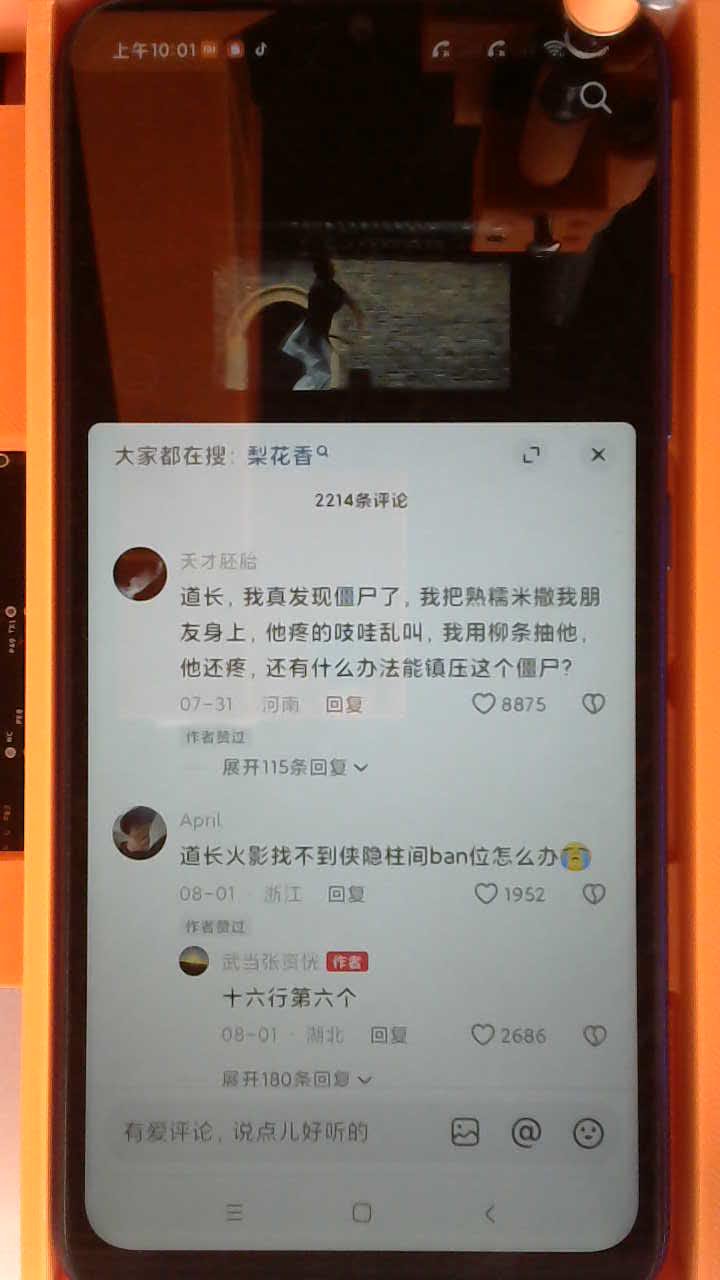 上午10:01
大家都在搜：梨花香
2214条评论
天才胚胎
道长，我真发现僵尸了，我把熟糯米撒我朋
友身上，他疼的吱哇乱叫，我用柳条抽他，
他还疼，还有什么办法能镇压这个僵尸？
07-31 河南 回复 8875
作者赞过
展开115条回复
April
道长火影找不到侠隐柱间ban位怎么办😭
08-01 · 浙江 回复 1952
作者赞过
武当张资恍 作者
十六行第六个
08-01 · 湖北 回复 2686
展开180条回复
有爱评论，说点儿好听的